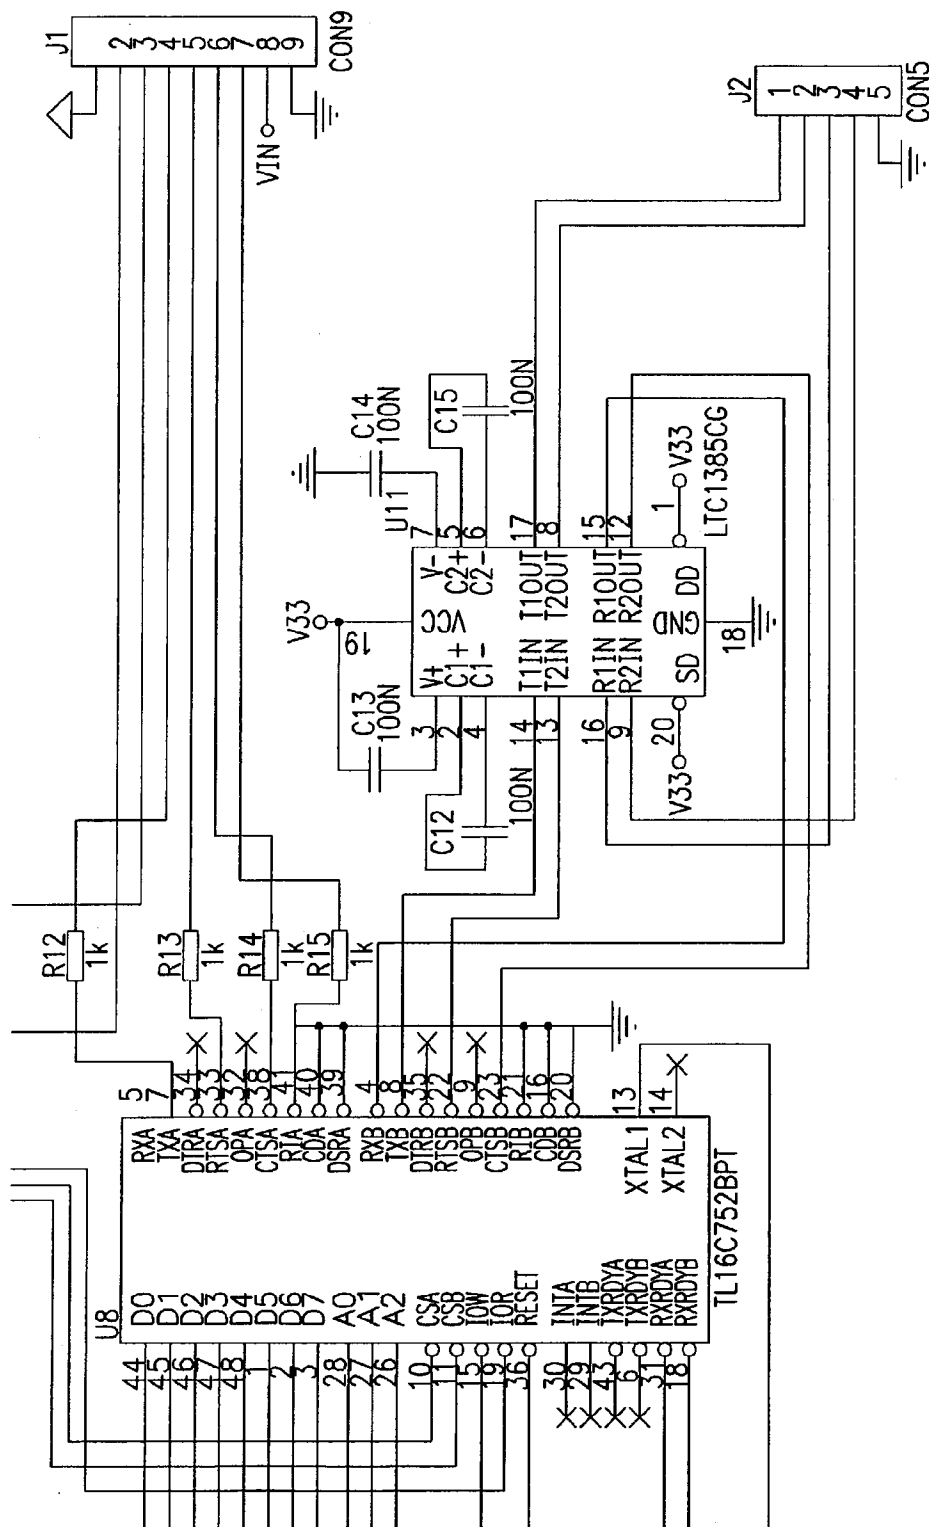 J1
2
3
4
5
6
7
8
9
CON9
VIN
J2
1
2
3
4
5
CON5
C14
100N
C15
100N
U11
7
5
6
17
8
15
12
1
V33
LTC1385CG
V33
19
V-
C2+
C2-
T1OUT
T2OUT
R1OUT
R2OUT
DD
VCC
GND
18
V+
C1+
C1-
T1IN
T2IN
R1IN
R2IN
SD
C13
100N
3
2
4
14
13
16
9
20
V33
C12
100N
R12
1k
R13
1k
R14
1k
R15
1k
5
7
34
33
32
38
41
40
39
4
8
35
22
9
23
21
16
20
13
14
RXA
TXA
DTRA
RTSA
OPA
CTSA
RIA
CDA
DSRA
RXB
TXB
DTRB
RTSB
OPB
CTSB
RIB
CDB
DSRB
XTAL1
XTAL2
TL16C752BPT
U8
D0
D1
D2
D3
D4
D5
D6
D7
A0
A1
A2
CSA
CSB
IOW
IOR
RESET
INTA
INTB
TXRDYA
TXRDYB
RXRDYA
RXRDYB
44
45
46
47
48
1
2
3
28
27
26
10
11
15
19
36
30
29
43
6
31
18